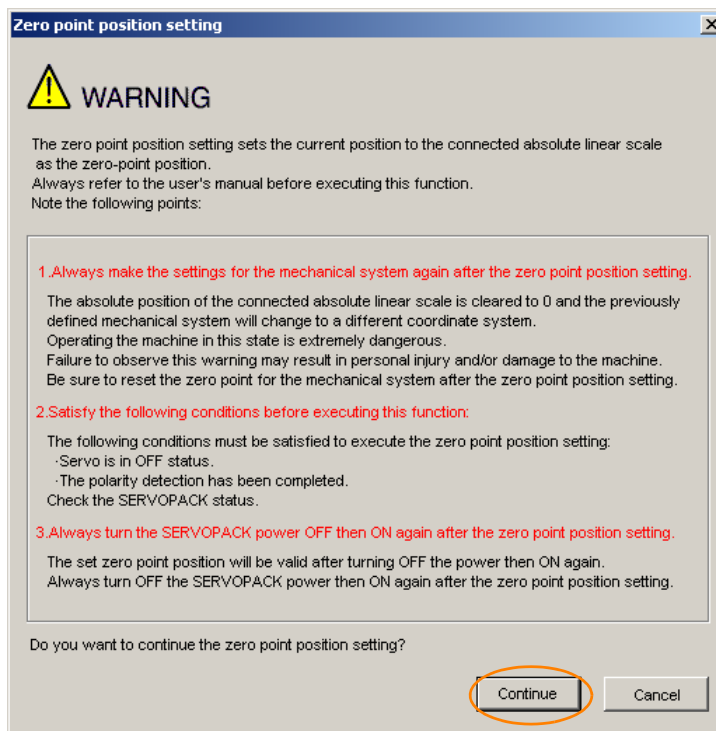 Zero point position setting
WARNING
The zero point position setting sets the current position to the connected absolute linear scale
as the zero-point position.
Always refer to the user's manual before executing this function.
Note the following points:
1.Always make the settings for the mechanical system again after the zero point position setting.
The absolute position of the connected absolute linear scale is cleared to 0 and the previously
defined mechanical system will change to a different coordinate system.
Operating the machine in this state is extremely dangerous.
Failure to observe this warning may result in personal injury and/or damage to the machine.
Be sure to reset the zero point for the mechanical system after the zero point position setting.
2.Satisfy the following conditions before executing this function:
The following conditions must be satisfied to execute the zero point position setting:
·Servo is in OFF status.
·The polarity detection has been completed.
Check the SERVOPACK status.
3.Always turn the SERVOPACK power OFF then ON again after the zero point position setting.
The set zero point position will be valid after turning OFF the power then ON again.
Always turn OFF the SERVOPACK power then ON again after the zero point position setting.
Do you want to continue the zero point position setting?
Continue
Cancel